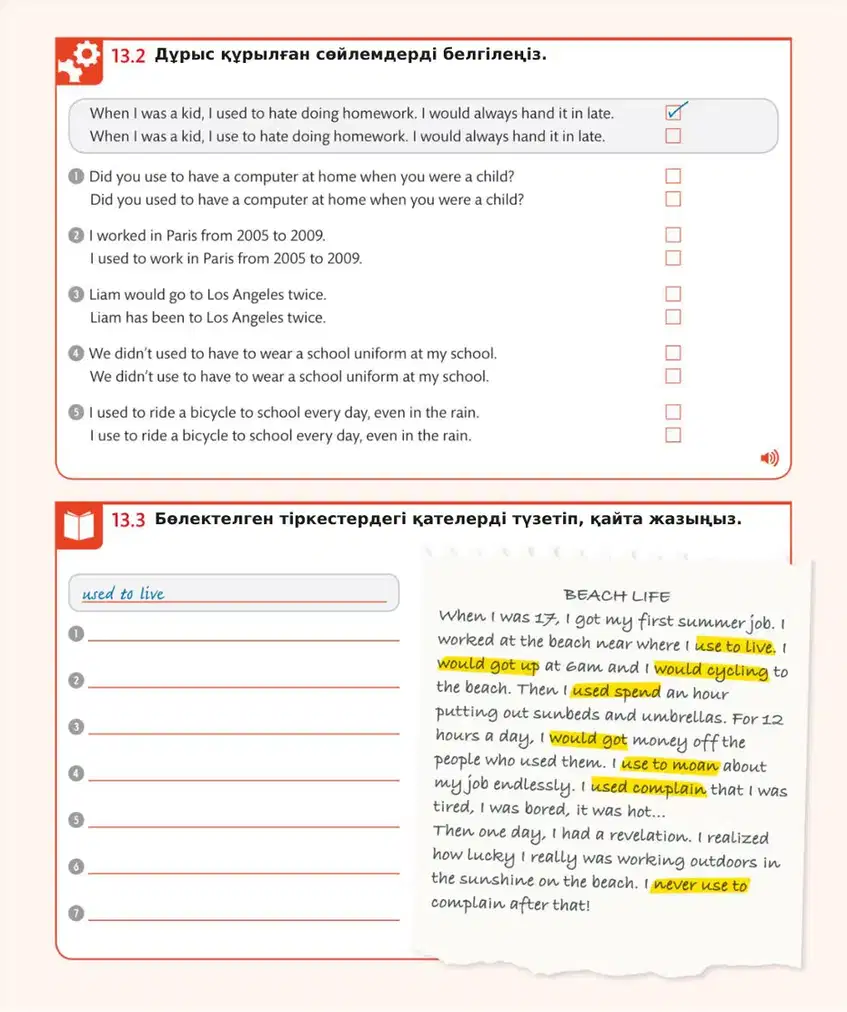 13.2 Дұрыс құрылған сөйлемдерді белгілеңіз.
When I was a kid, I used to hate doing homework. I would always hand it in late.
When I was a kid, I use to hate doing homework. I would always hand it in late.
1 Did you use to have a computer at home when you were a child?
Did you used to have a computer at home when you were a child?
2 I worked in Paris from 2005 to 2009.
I used to work in Paris from 2005 to 2009.
3 Liam would go to Los Angeles twice.
Liam has been to Los Angeles twice.
4 We didn't used to have to wear a school uniform at my school.
We didn't use to have to wear a school uniform at my school.
5 I used to ride a bicycle to school every day, even in the rain.
I use to ride a bicycle to school every day, even in the rain.
13.3 Бөлектелген тіркестердегі қателерді түзетіп, қайта жазыңыз.
used to live
1
2
3
4
5
6
7
BEACH LIFE
When I was 17, I got my first summer job. I
worked at the beach near where I use to live. I
would got up at 6am and I would cycling to
the beach. Then I used spend an hour
putting out sunbeds and umbrellas. For 12
hours a day, I would got money off the
people who used them. I use to moan about
my job endlessly. I used complain that I was
tired, I was bored, it was hot...
Then one day, I had a revelation. I realized
how lucky I really was working outdoors in
the sunshine on the beach. I never use to
complain after that!